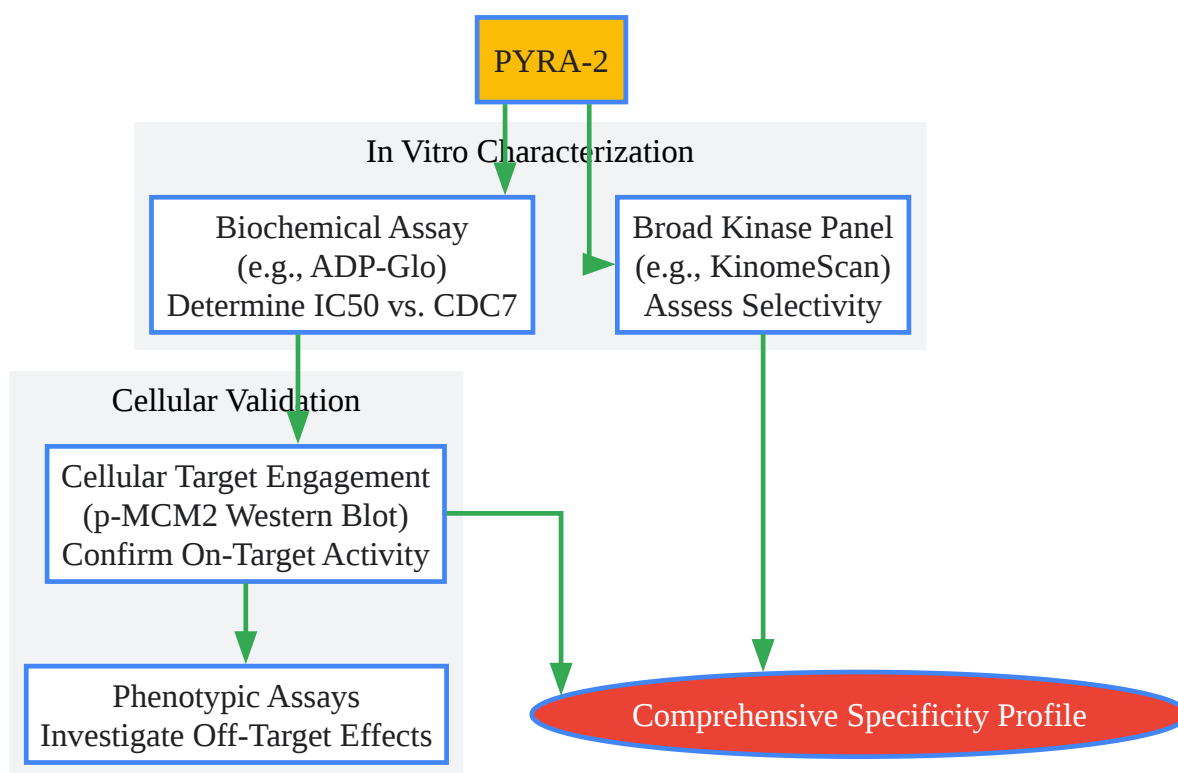 PYRA-2
In Vitro Characterization
Biochemical Assay
(e.g., ADP-Glo)
Determine IC50 vs. CDC7
Broad Kinase Panel
(e.g., KinomeScan)
Assess Selectivity
Cellular Validation
Cellular Target Engagement
(p-MCM2 Western Blot)
Confirm On-Target Activity
Phenotypic Assays
Investigate Off-Target Effects
Comprehensive Specificity Profile